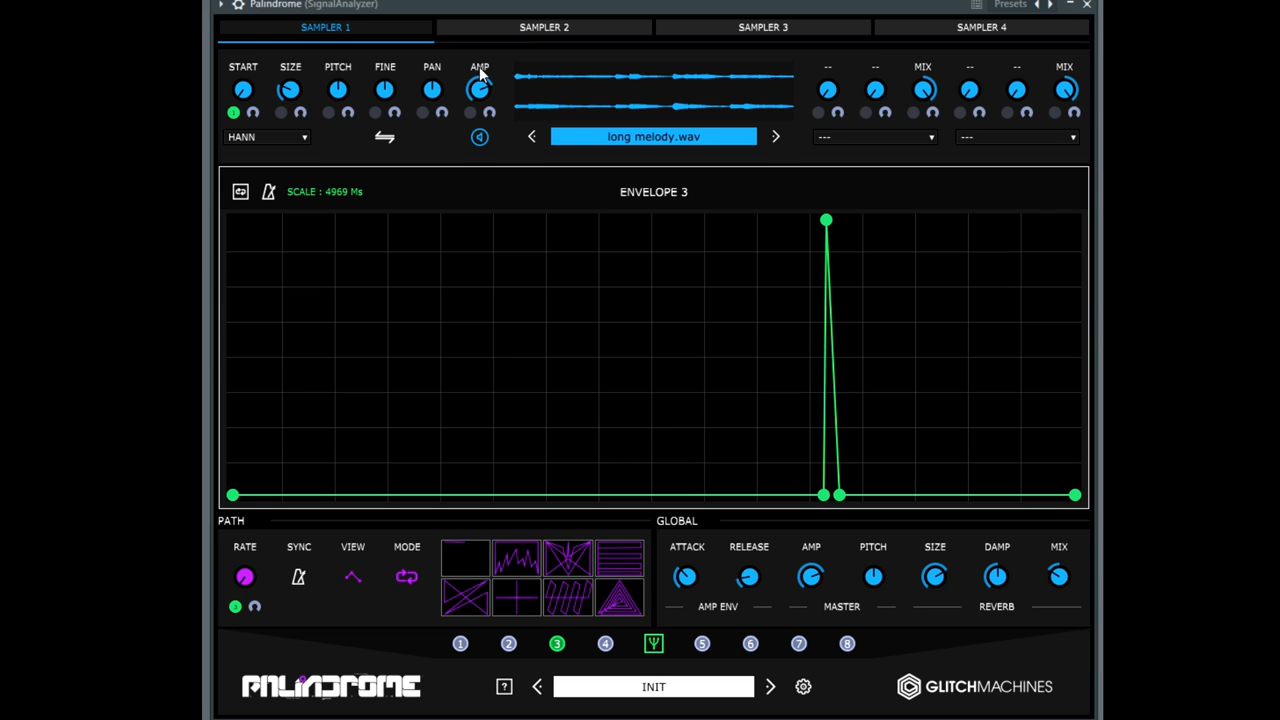 Palindrome (SignalAnalyzer)
Presets
SAMPLER 1
SAMPLER 2
SAMPLER 3
SAMPLER 4
START
SIZE
PITCH
FINE
PAN
AMP
--
--
MIX
--
--
MIX
1
HANN
long melody.wav
---
---
SCALE : 4969 Ms
ENVELOPE 3
PATH
GLOBAL
RATE
SYNC
VIEW
MODE
ATTACK
RELEASE
AMP
PITCH
SIZE
DAMP
MIX
3
AMP ENV
MASTER
REVERB
1
2
3
4
5
6
7
8
PALINDROME
?
INIT
GLITCHMACHINES